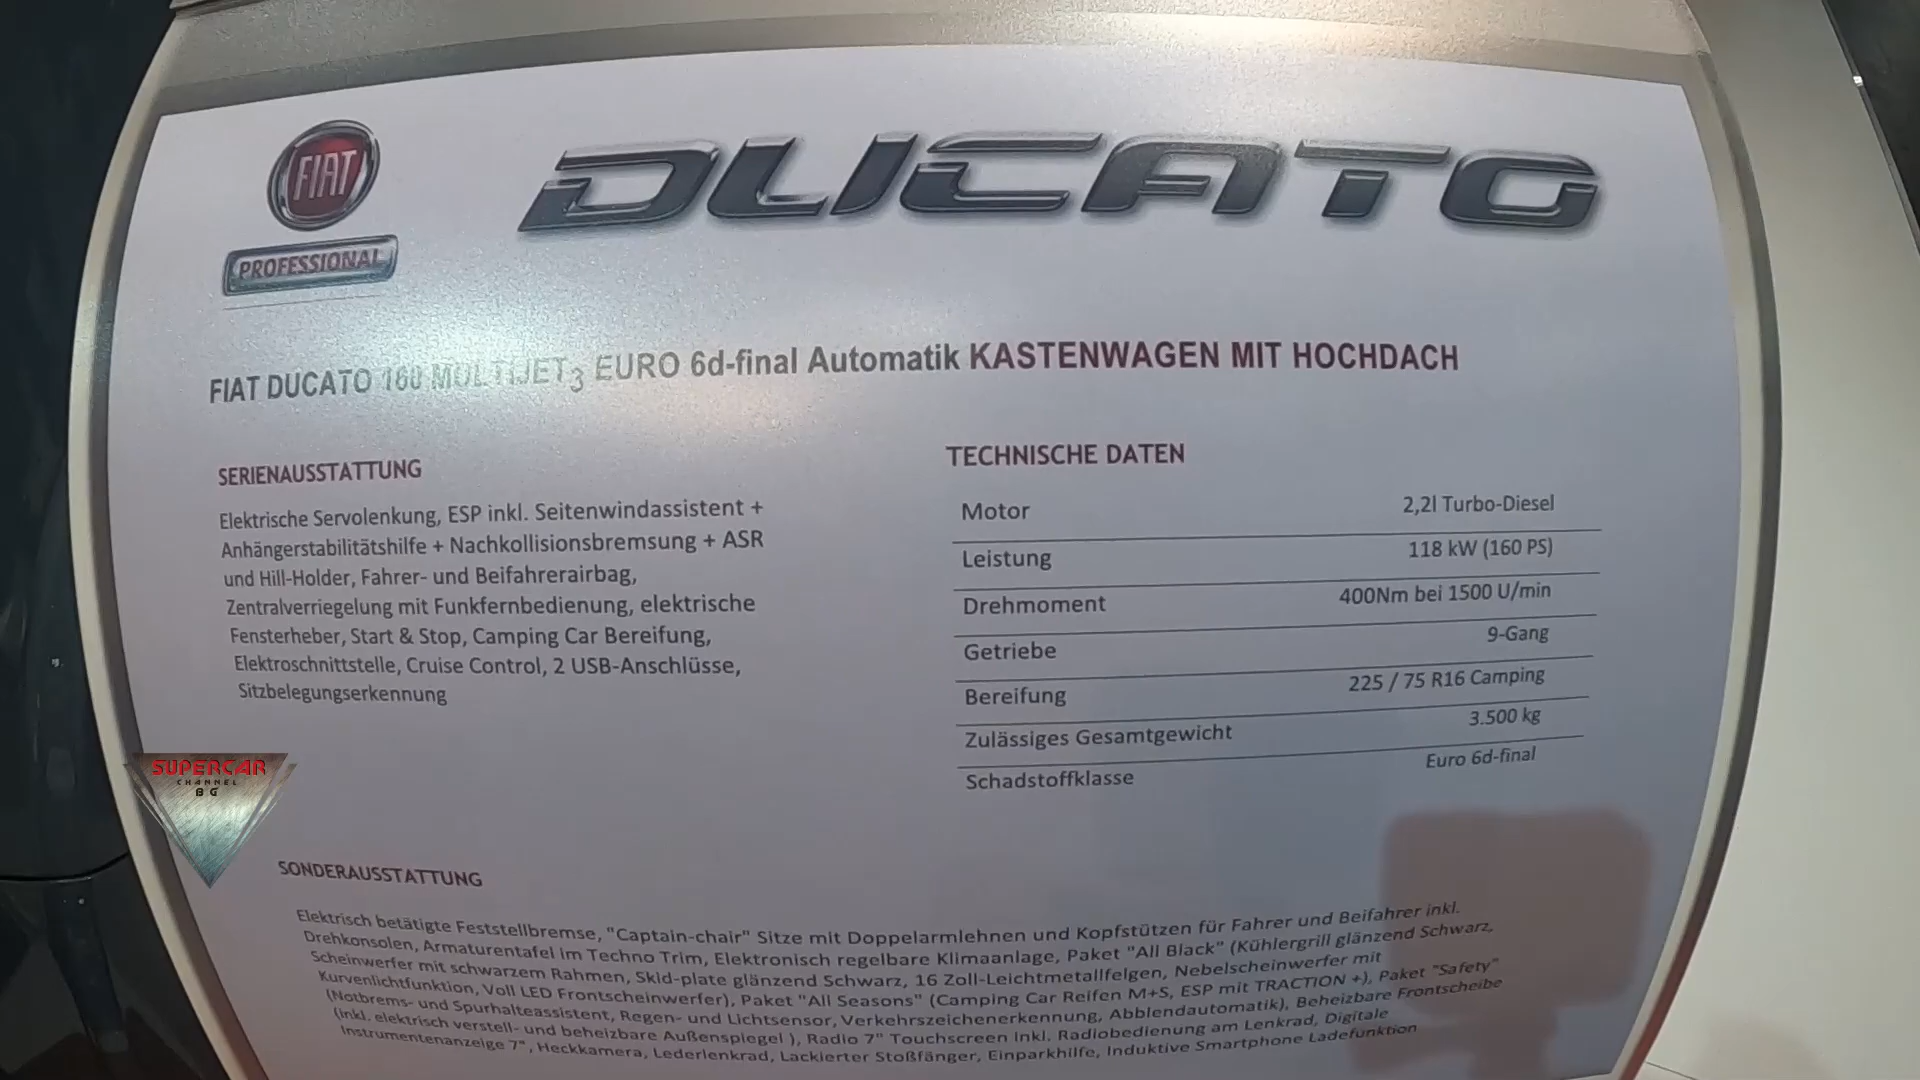 FIAT
PROFESSIONAL
DUCATO
FIAT DUCATO 160 MULTIJET3 EURO 6d-final Automatik KASTENWAGEN MIT HOCHDACH
SERIENAUSSTATTUNG
Elektrische Servolenkung, ESP inkl. Seitenwindassistent +
Anhängerstabilitätshilfe + Nachkollisionsbremsung + ASR
und Hill-Holder, Fahrer- und Beifahrerairbag,
Zentralverriegelung mit Funkfernbedienung, elektrische
Fensterheber, Start & Stop, Camping Car Bereifung,
Elektroschnittstelle, Cruise Control, 2 USB-Anschlüsse,
Sitzbelegungserkennung
TECHNISCHE DATEN
Motor 2,2l Turbo-Diesel
Leistung 118 kW (160 PS)
Drehmoment 400Nm bei 1500 U/min
Getriebe 9-Gang
Bereifung 225 / 75 R16 Camping
Zulässiges Gesamtgewicht 3.500 kg
Schadstoffklasse Euro 6d-final
SUPERCAR
CHANNEL
BG
SONDERAUSSTATTUNG
Elektrisch betätigte Feststellbremse, "Captain-chair" Sitze mit Doppelarmlehnen und Kopfstützen für Fahrer und Beifahrer inkl.
Drehkonsolen, Armaturentafel im Techno Trim, Elektronisch regelbare Klimaanlage, Paket "All Black" (Kühlergrill glänzend Schwarz,
Scheinwerfer mit schwarzem Rahmen, Skid-plate glänzend Schwarz, 16 Zoll-Leichtmetallfelgen, Nebelscheinwerfer mit
Kurvenlichtfunktion, Voll LED Frontscheinwerfer), Paket "All Seasons" (Camping Car Reifen M+S, ESP mit TRACTION +), Paket "Safety"
(Notbrems- und Spurhalteassistent, Regen- und Lichtsensor, Verkehrszeichenerkennung, Abblendautomatik), Beheizbare Frontscheibe
(inkl. elektrisch verstell- und beheizbare Außenspiegel ), Radio 7" Touchscreen Inkl. Radiobedienung am Lenkrad, Digitale
Instrumentenanzeige 7", Heckkamera, Lederlenkrad, Lackierter Stoßfänger, Einparkhilfe, Induktive Smartphone Ladefunktion